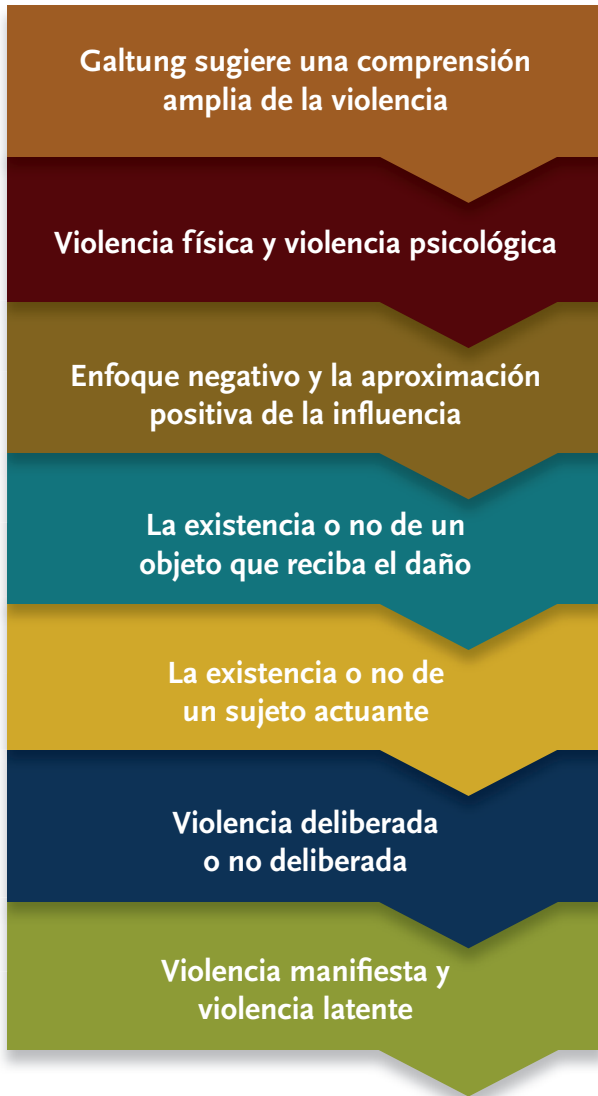 Galtung sugiere una comprensión
amplia de la violencia
Violencia física y violencia psicológica
Enfoque negativo y la aproximación
positiva de la influencia
La existencia o no de un
objeto que reciba el daño
La existencia o no de
un sujeto actuante
Violencia deliberada
o no deliberada
Violencia manifiesta y
violencia latente